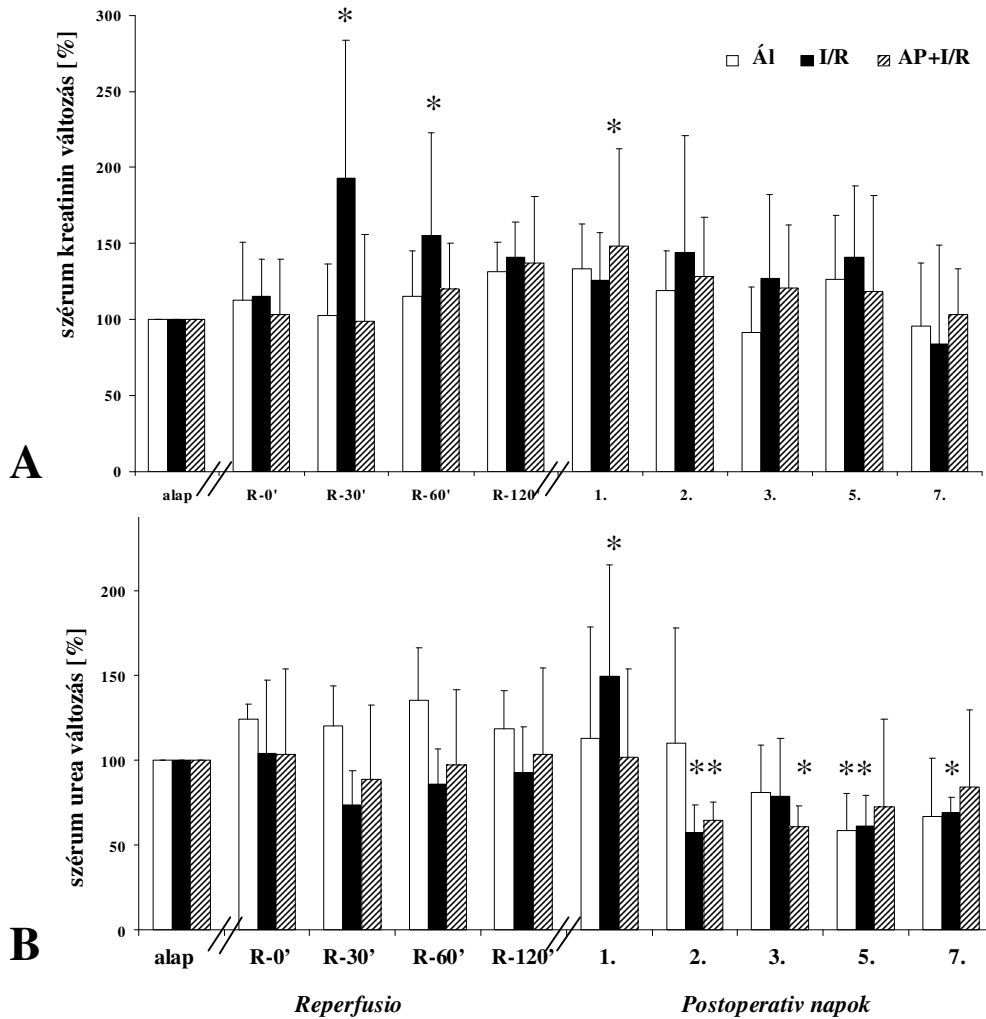 szérum kreatinin változás [%]
300
250
200
150
100
50
0
* * *
Ál I/R AP+I/R
alap R-0' R-30' R-60' R-120' 1. 2. 3. 5. 7.
A
szérum urea változás [%]
200
150
100
50
0
*
** * ** *
alap R-0’ R-30’ R-60’ R-120’ 1. 2. 3. 5. 7.
B
Reperfusio Postoperativ napok